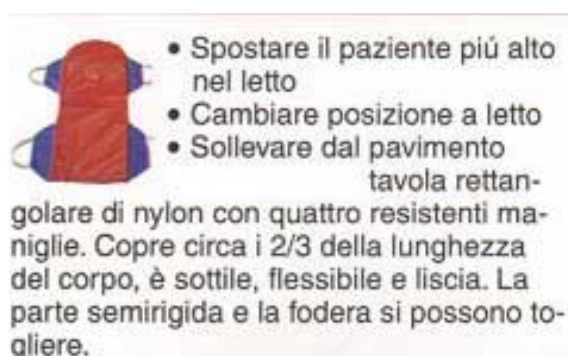 • Spostare il paziente piú alto
nel letto
• Cambiare posizione a letto
• Sollevare dal pavimento
tavola rettan-
golare di nylon con quattro resistenti ma-
niglie. Copre circa i 2/3 della lunghezza
del corpo, è sottile, flessibile e liscia. La
parte semirigida e la fodera si possono to-
gliere.